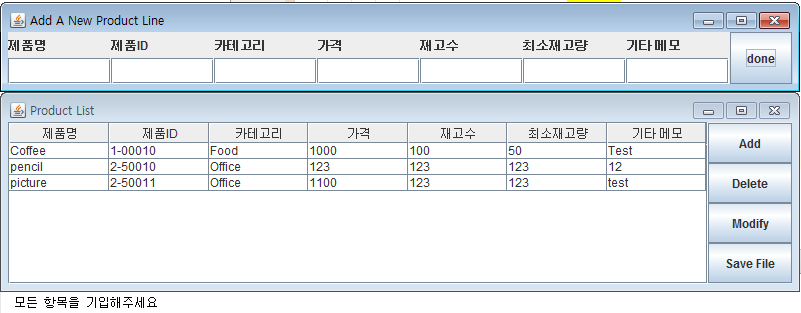 Add A New Product Line
제품명 제품ID 카테고리 가격 재고수 최소재고량 기타 메모
done
Product List
제품명 제품ID 카테고리 가격 재고수 최소재고량 기타 메모
Coffee 1-00010 Food 1000 100 50 Test
pencil 2-50010 Office 123 123 123 12
picture 2-50011 Office 1100 123 123 test
Add
Delete
Modify
Save File
모든 항목을 기입해주세요